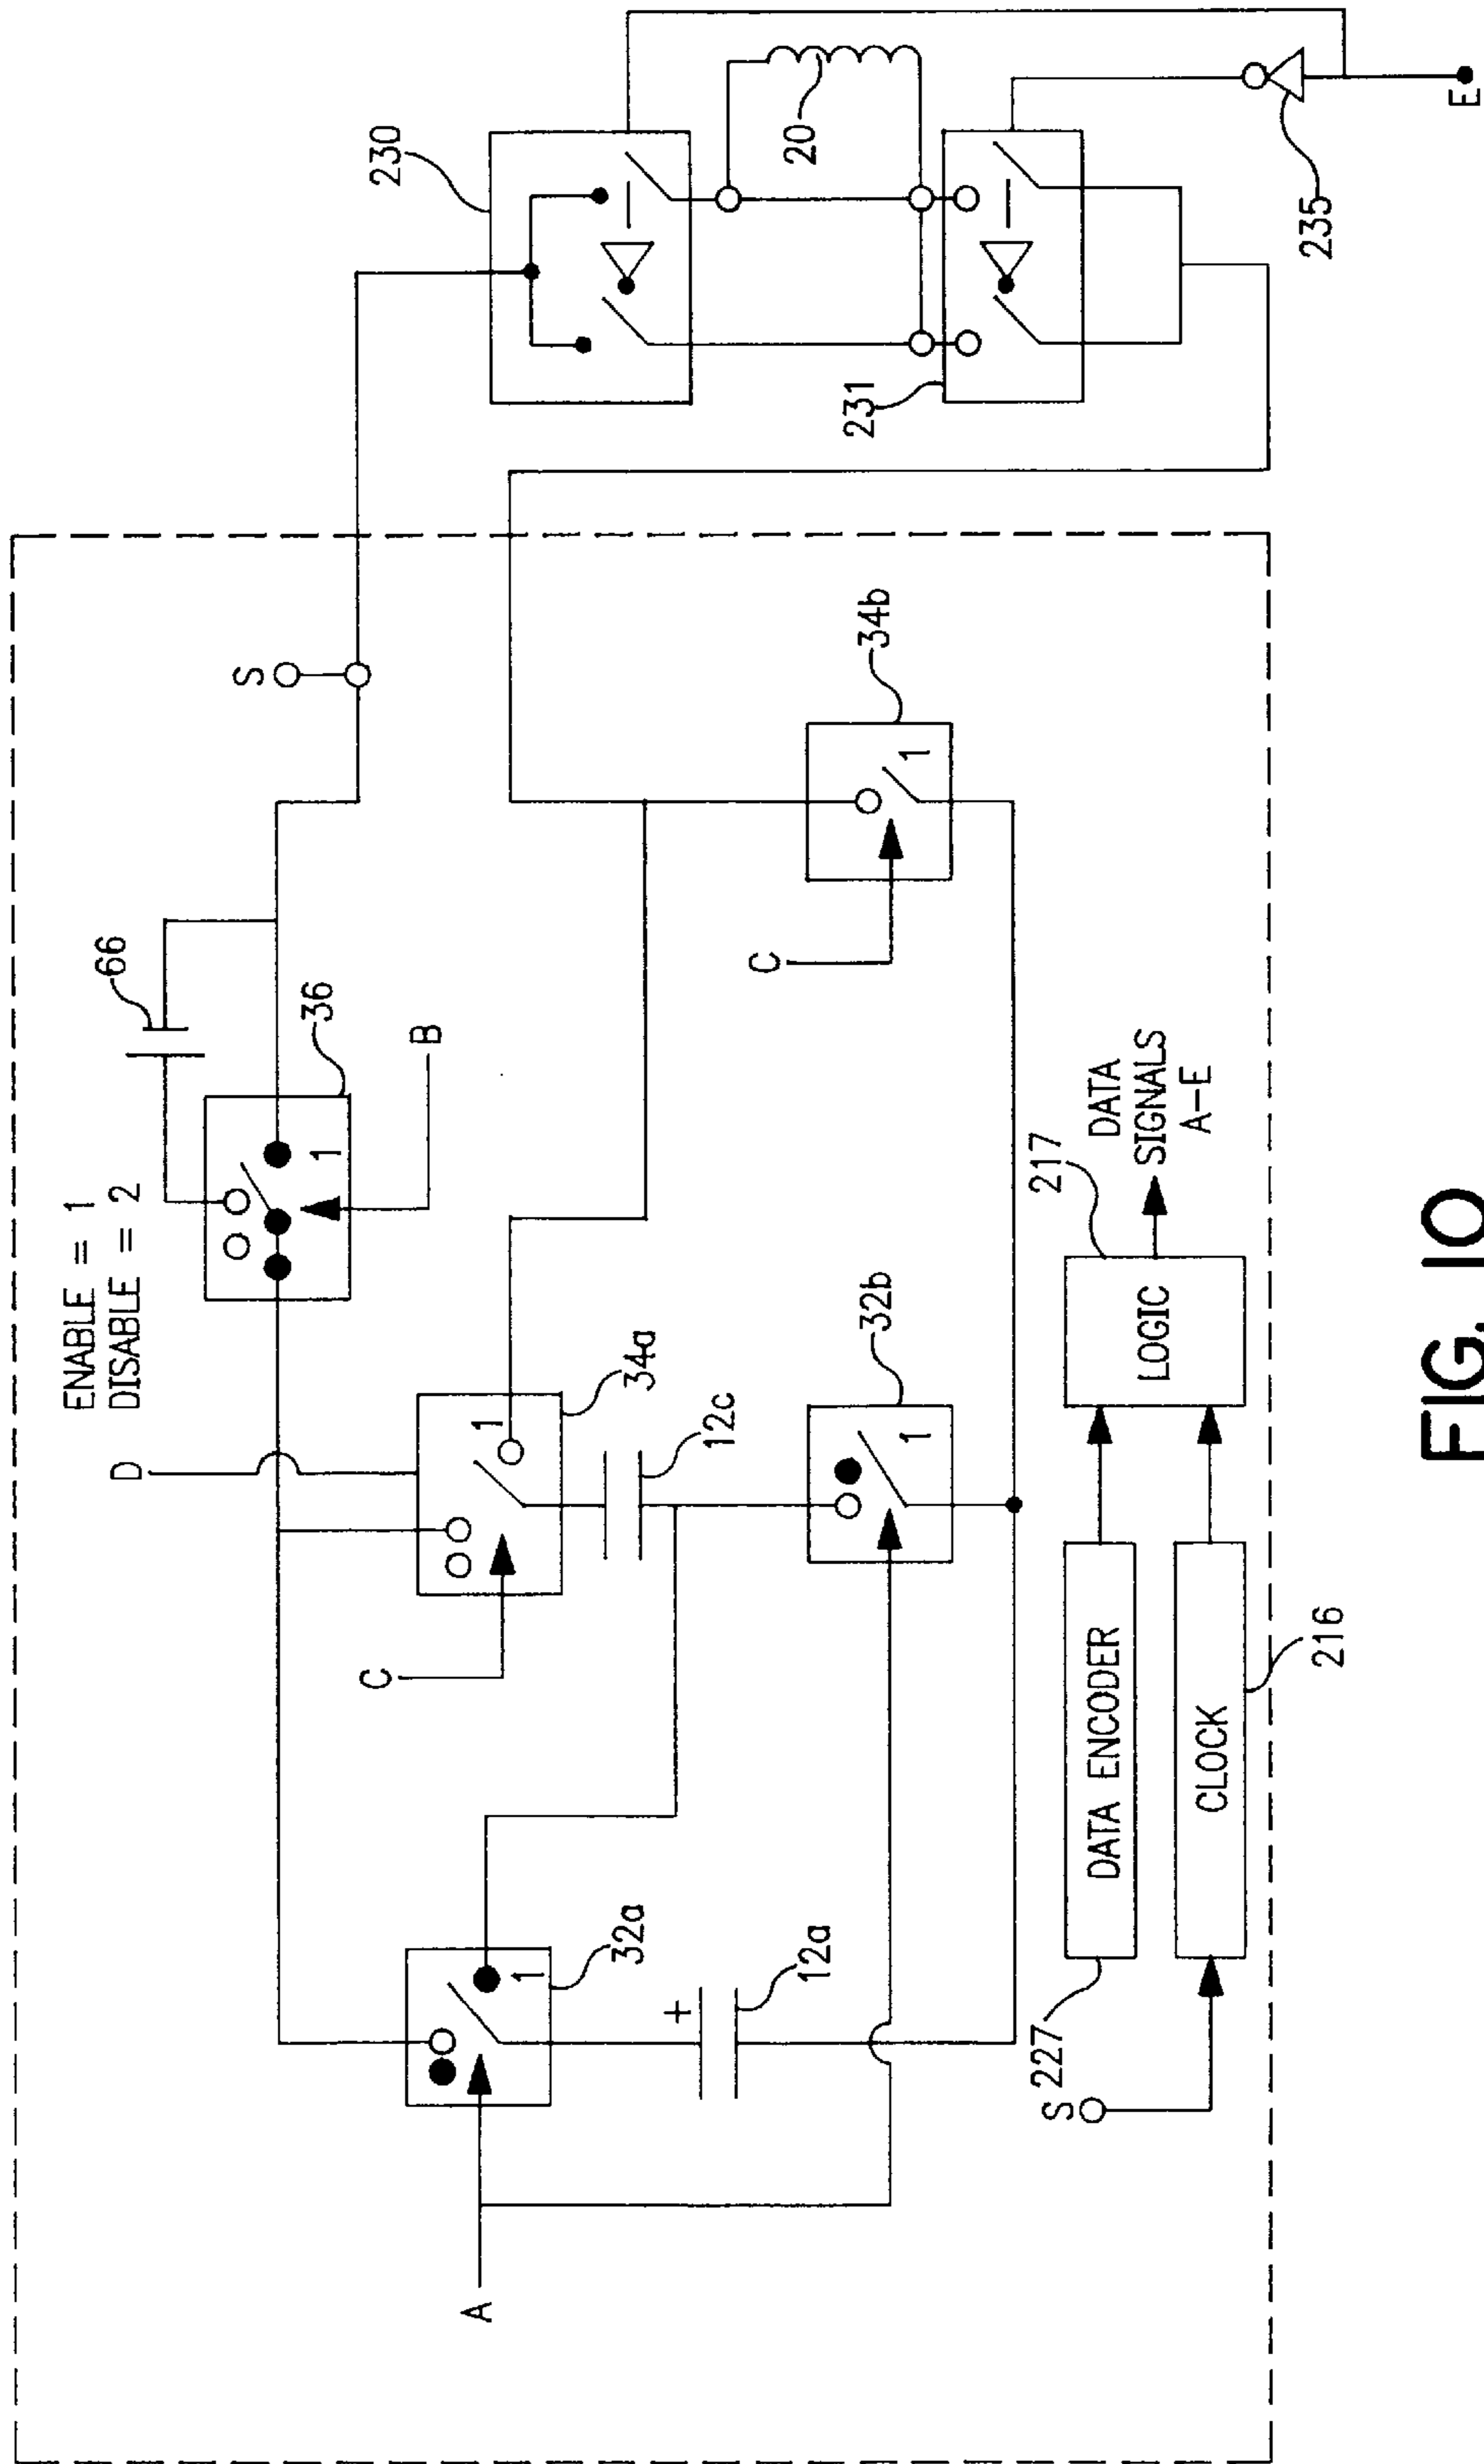 ENABLE = 1
DISABLE = 2
66
36
B
S
D
C
34a
1
1
12c
A
32a
1
+
12a
32b
1
C
34b
1
230
20
231
235
E
S
227
DATA ENCODER
CLOCK
216
LOGIC
217
DATA
SIGNALS
A-E
FIG. 10